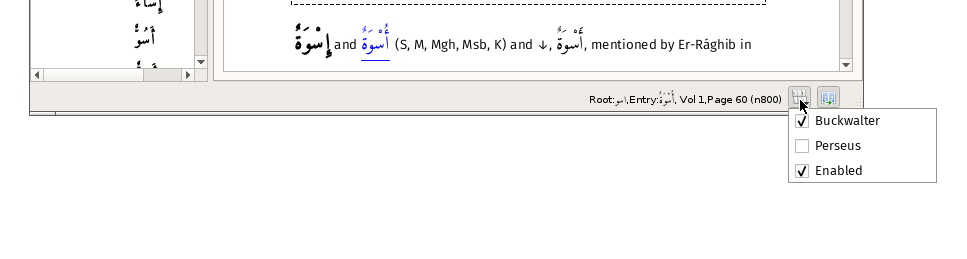 إِسَآءٌ
أَسُوٌّ
إِسْوَةٌ and أُسْوَةٌ (S, M, Mgh, Msb, K) and ↓, أَسْوَةٌ, mentioned by Er-Rághib in
Root:اسو,Entry:أُسْوَةٌ, Vol 1,Page 60 (n800)
Buckwalter
Perseus
Enabled